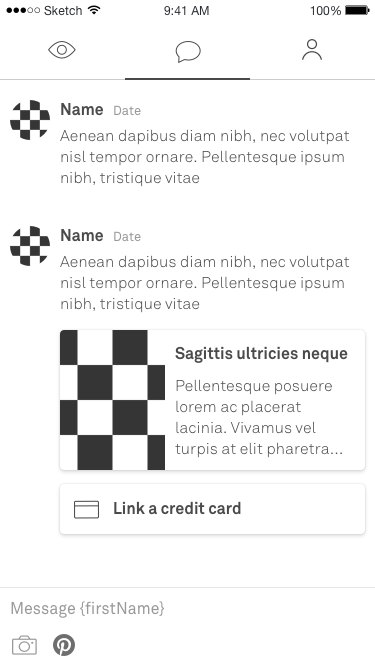 Sketch 9:41 AM 100%
Name Date
Aenean dapibus diam nibh, nec volutpat
nisl tempor ornare. Pellentesque ipsum
nibh, tristique vitae
Name Date
Aenean dapibus diam nibh, nec volutpat
nisl tempor ornare. Pellentesque ipsum
nibh, tristique vitae
Sagittis ultricies neque
Pellentesque posuere
lorem ac placerat
lacinia. Vivamus vel
turpis at elit pharetra...
Link a credit card
Message {firstName}